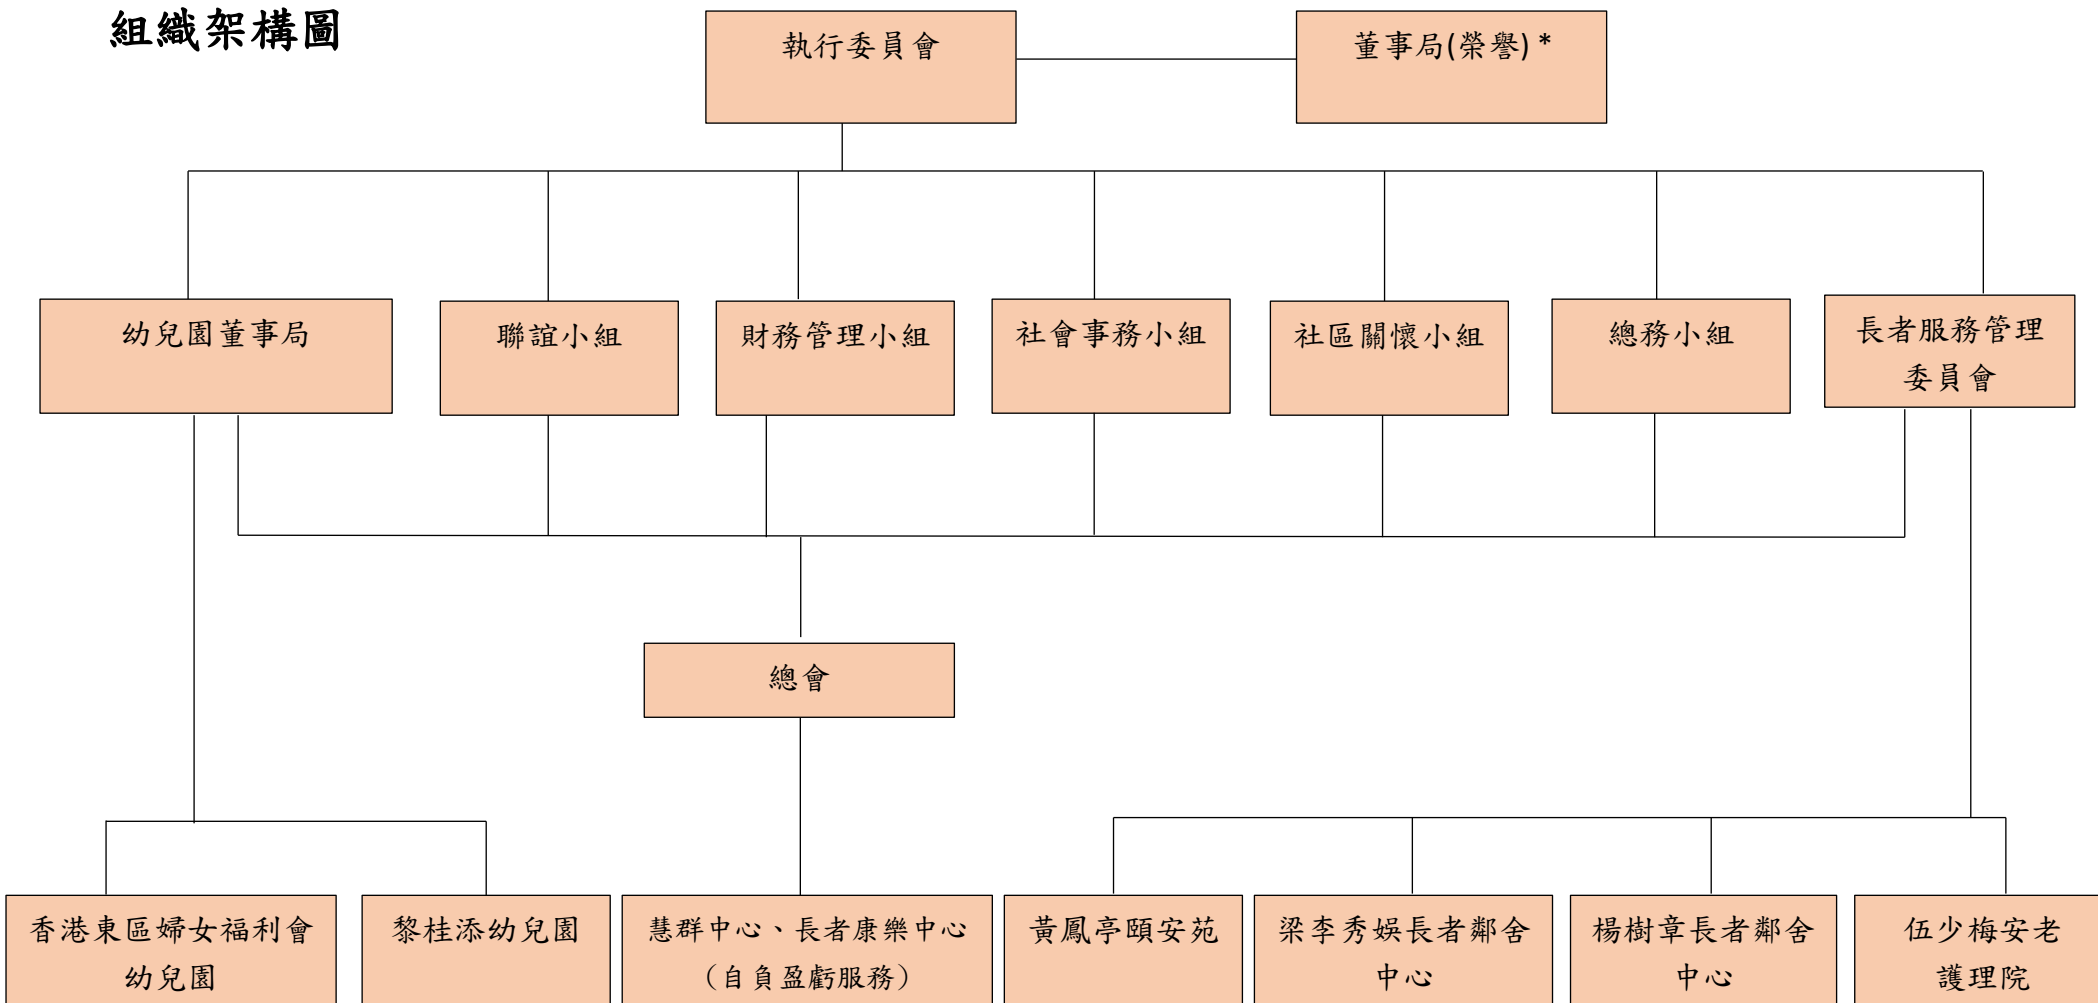 組織架構圖
執行委員會
董事局(榮譽) *
幼兒園董事局
聯誼小組
財務管理小組
社會事務小組
社區關懷小組
總務小組
長者服務管理
委員會
總會
香港東區婦女福利會
幼兒園
黎桂添幼兒園
慧群中心、長者康樂中心
（自負盈虧服務）
黃鳳亭頤安苑
梁李秀娛長者鄰舍
中心
楊樹章長者鄰舍
中心
伍少梅安老
護理院